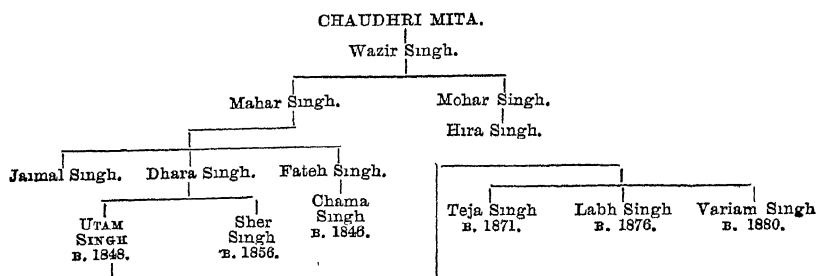 CHAUDHRI MITA.
Wazir Singh.
Mahar Singh. Mohar Singh.
Hira Singh.
Jaimal Singh. Dhara Singh. Fateh Singh.
Chama
Singh
B. 1846.
UTAM
SINGH
B. 1848.
Sher
Singh
B. 1856.
Teja Singh
B. 1871.
Labh Singh
B. 1876.
Variam Singh
B. 1880.